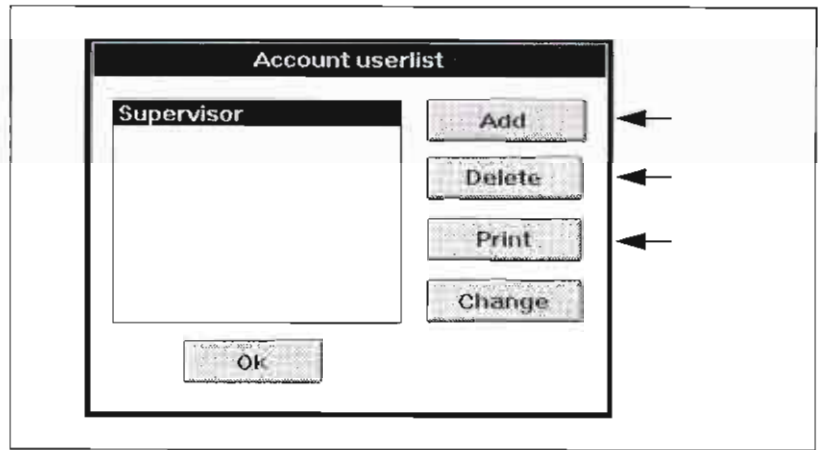 Account userlist
Supervisor
Add
Delete
Print
Change
Ok